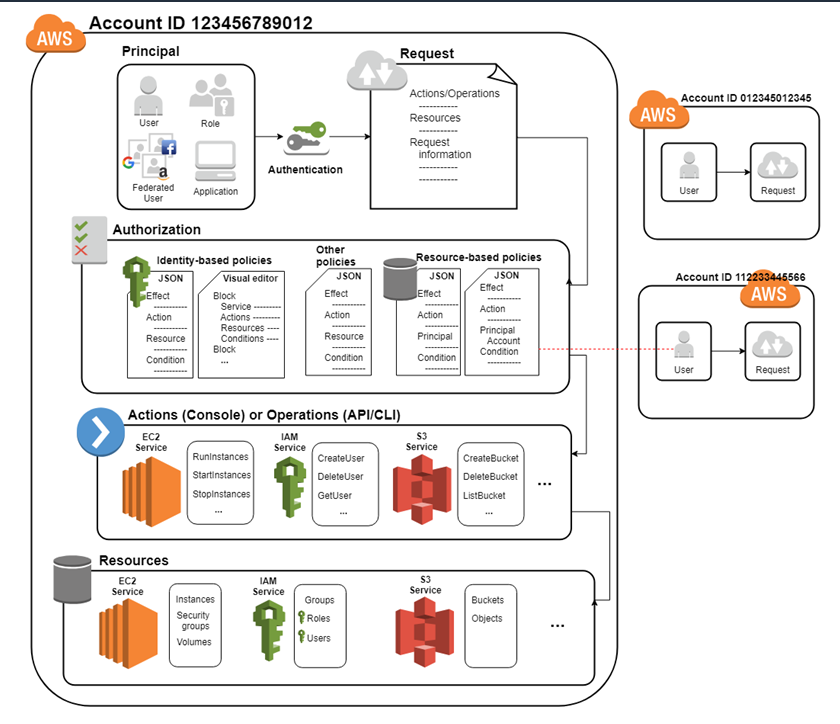 AWS
Account ID 123456789012
Principal
User
Role
G
f
a
Federated
User
Application
Authentication
Request
Actions/Operations
-----------
Resources
-----------
Request
information
-----------
-----------
Account ID 012345012345
AWS
User
Request
Account ID 112233445566
AWS
User
Request
Authorization
Identity-based policies
JSON
Effect
-----------
Action
-----------
Resource
-----------
Condition
-----------
Visual editor
Block
Service ---------
Actions ---------
Resources ----
Conditions ----
Block
...
Other
policies
JSON
Effect
-----------
Action
-----------
Resource
-----------
Condition
-----------
Resource-based policies
JSON
Effect
-----------
Action
-----------
Principal
-----------
Condition
-----------
JSON
Effect
-----------
Action
-----------
Principal
Account
Condition
-----------
Actions (Console) or Operations (API/CLI)
EC2
Service
RunInstances
StartInstances
StopInstances
...
IAM
Service
CreateUser
DeleteUser
GetUser
...
S3
Service
CreateBucket
DeleteBucket
ListBucket
...
...
Resources
EC2
Service
Instances
Security
groups
Volumes
IAM
Service
Groups
Roles
Users
S3
Service
Buckets
Objects
...